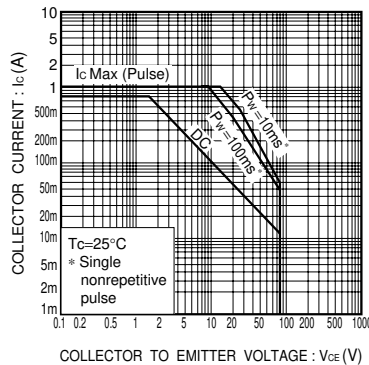 10
5
2
Ic Max (Pulse)
1
500m
200m
100m
50m
20m
10m
5m
2m
1m
COLLECTOR CURRENT : Ic (A)
PW=10ms*
PW=100ms*
DC
Tc=25°C
* Single
nonrepetitive
pulse
0.1 0.2 0.5 1 2 5 10 20 50 100 200 500 1000
COLLECTOR TO EMITTER VOLTAGE : VCE (V)